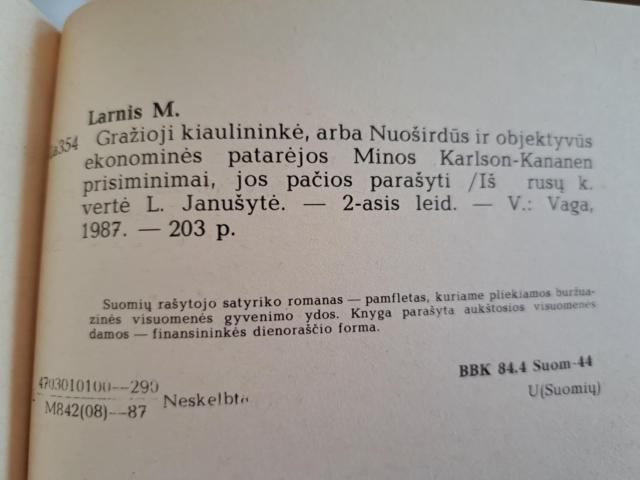 Larnis M.
La354 Gražioji kiaulininkė, arba Nuoširdūs ir objektyvūs
ekonominės patarėjos Minos Karlson-Kananen
prisiminimai, jos pačios parašyti /Iš rusų k.
vertė L. Janušytė. — 2-asis leid. — V.: Vaga,
1987. — 203 p.
Suomių rašytojo satyriko romanas — pamfletas, kuriame pliekiamos buržua-
zinės visuomenės gyvenimo ydos. Knyga parašyta aukštosios visuomenės
damos — finansininkės dienoraščio forma.
4703010100—290
M842(08)—87
Neskelbta
BBK 84.4 Suom-44
U(Suomių)